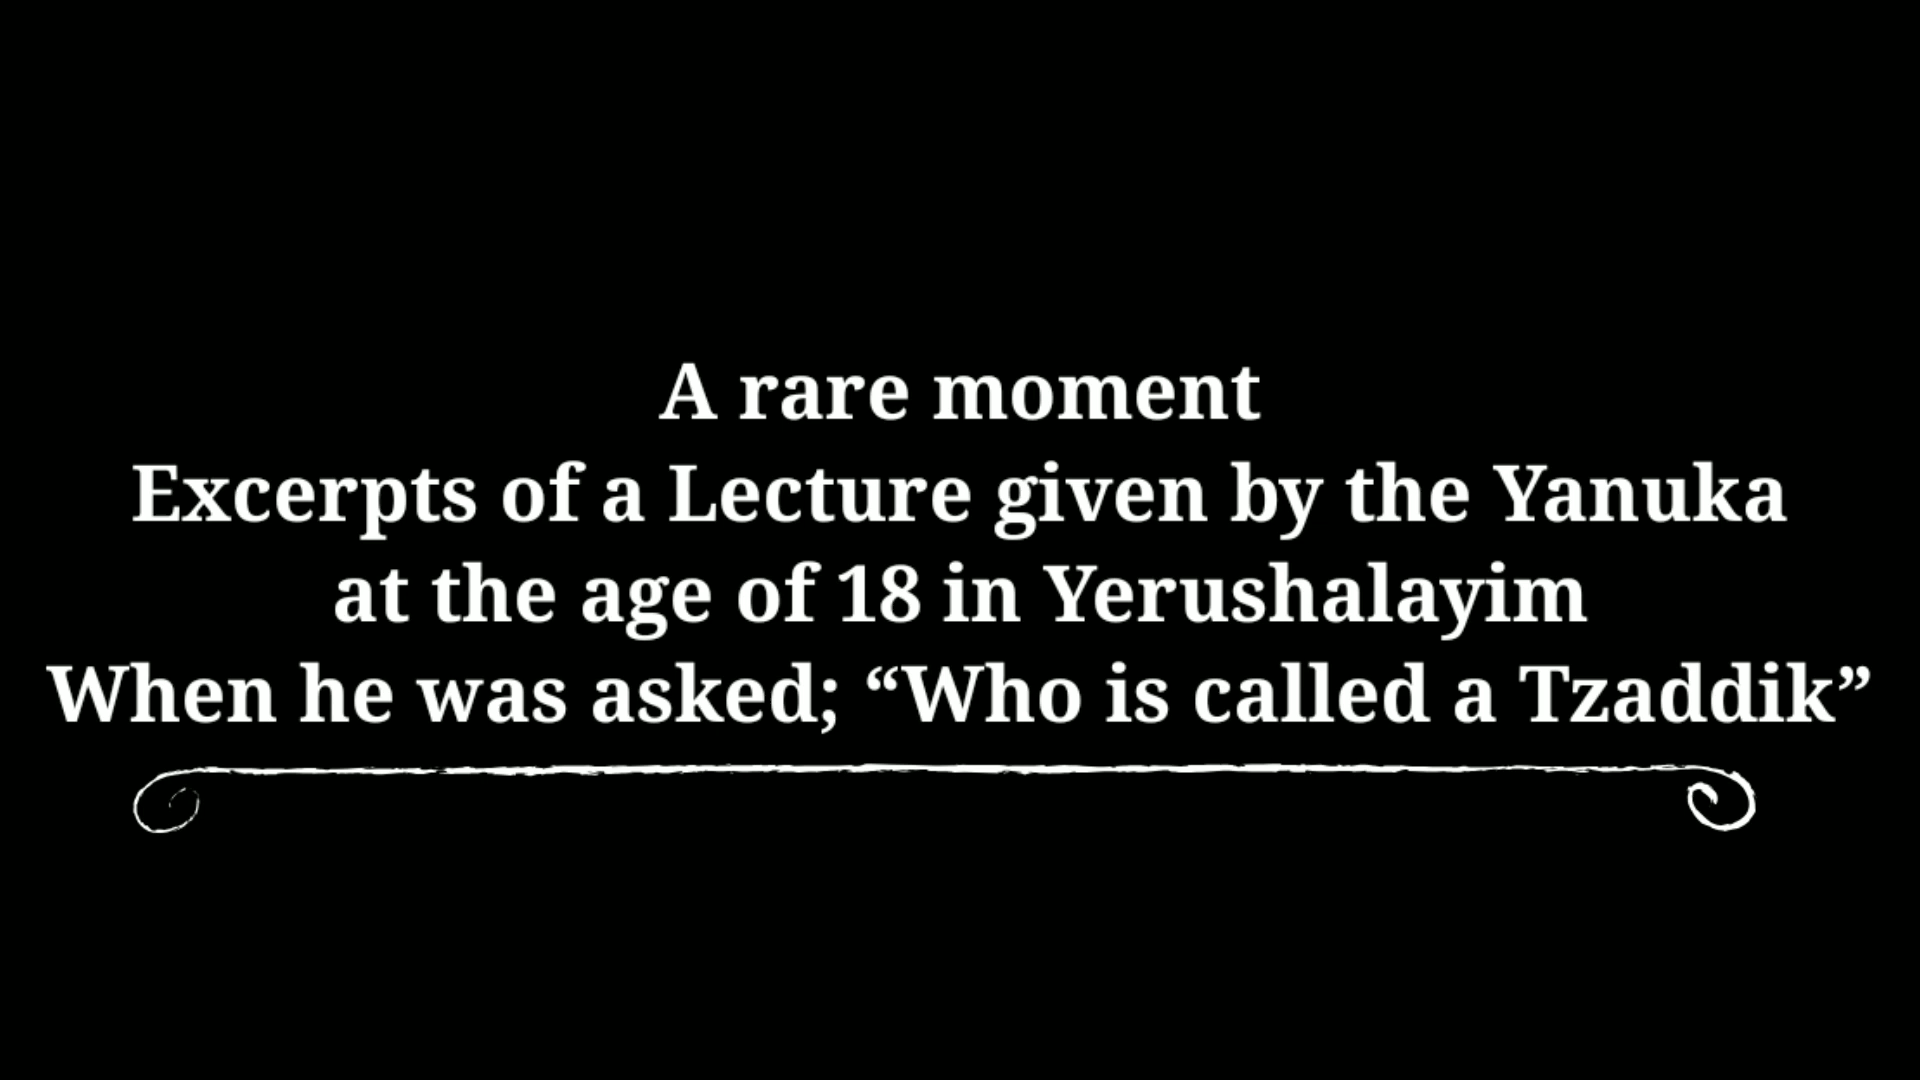 A rare moment
Excerpts of a Lecture given by the Yanuka
at the age of 18 in Yerushalayim
When he was asked; “Who is called a Tzaddik”